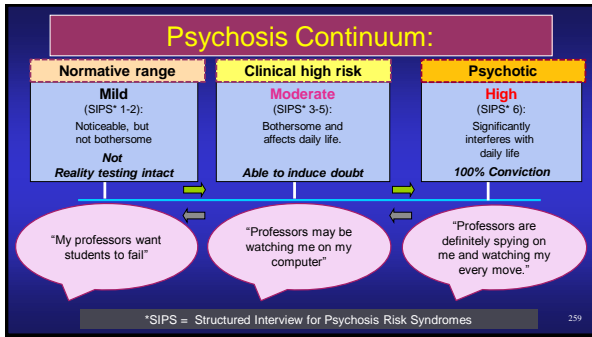 Psychosis Continuum:
Normative range
Mild
(SIPS* 1-2):
Noticeable, but
not bothersome
Not
Reality testing intact
Clinical high risk
Moderate
(SIPS* 3-5):
Bothersome and
affects daily life.
Able to induce doubt
Psychotic
High
(SIPS* 6):
Significantly
interferes with
daily life
100% Conviction
“My professors want
students to fail”
“Professors may be
watching me on my
computer”
“Professors are
definitely spying on
me and watching my
every move.”
*SIPS = Structured Interview for Psychosis Risk Syndromes
259